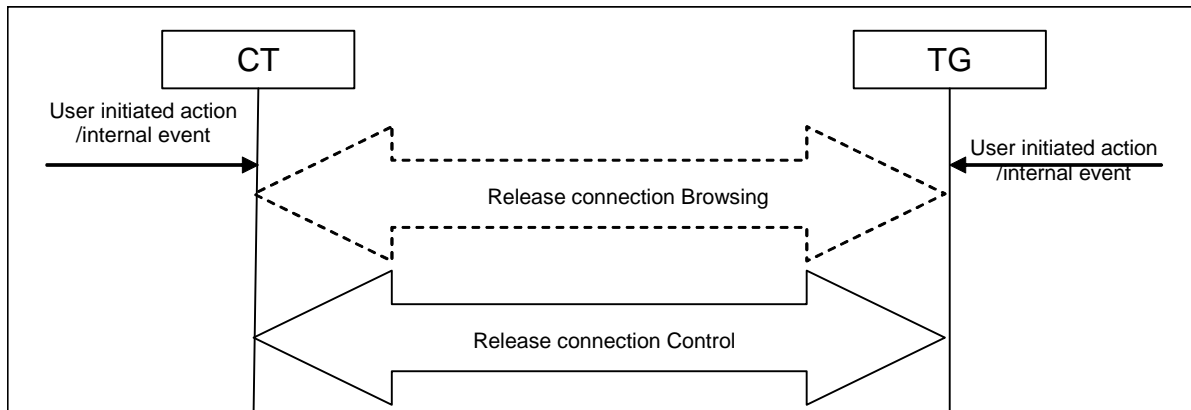 CT
TG
User initiated action
/internal event
User initiated action
/internal event
Release connection Browsing
Release connection Control